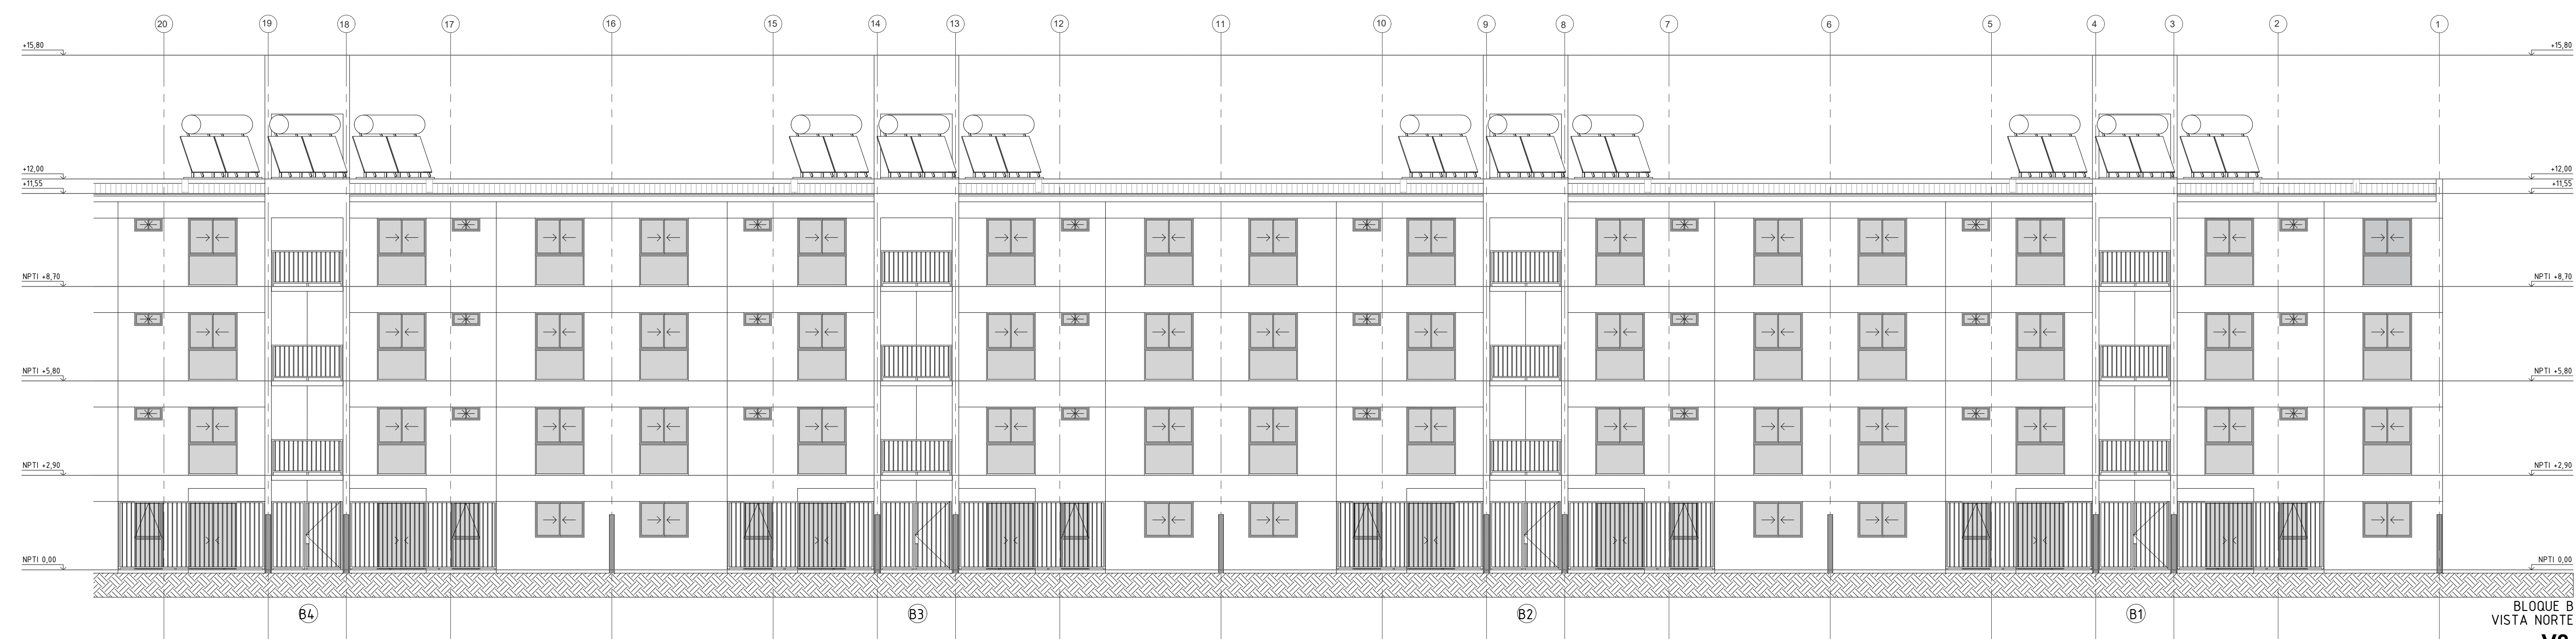 20 19 18 17 16 15 14 13 12 11 10 9 8 7 6 5 4 3 2 1
+15,80 +15,80
+12,00 +12,00
+11,55 +11,55
NPTI +8,70 NPTI +8,70
NPTI +5,80 NPTI +5,80
NPTI +2,90 NPTI +2,90
NPTI 0,00 NPTI 0,00
B4 B3 B2 B1
BLOQUE B
VISTA NORTE